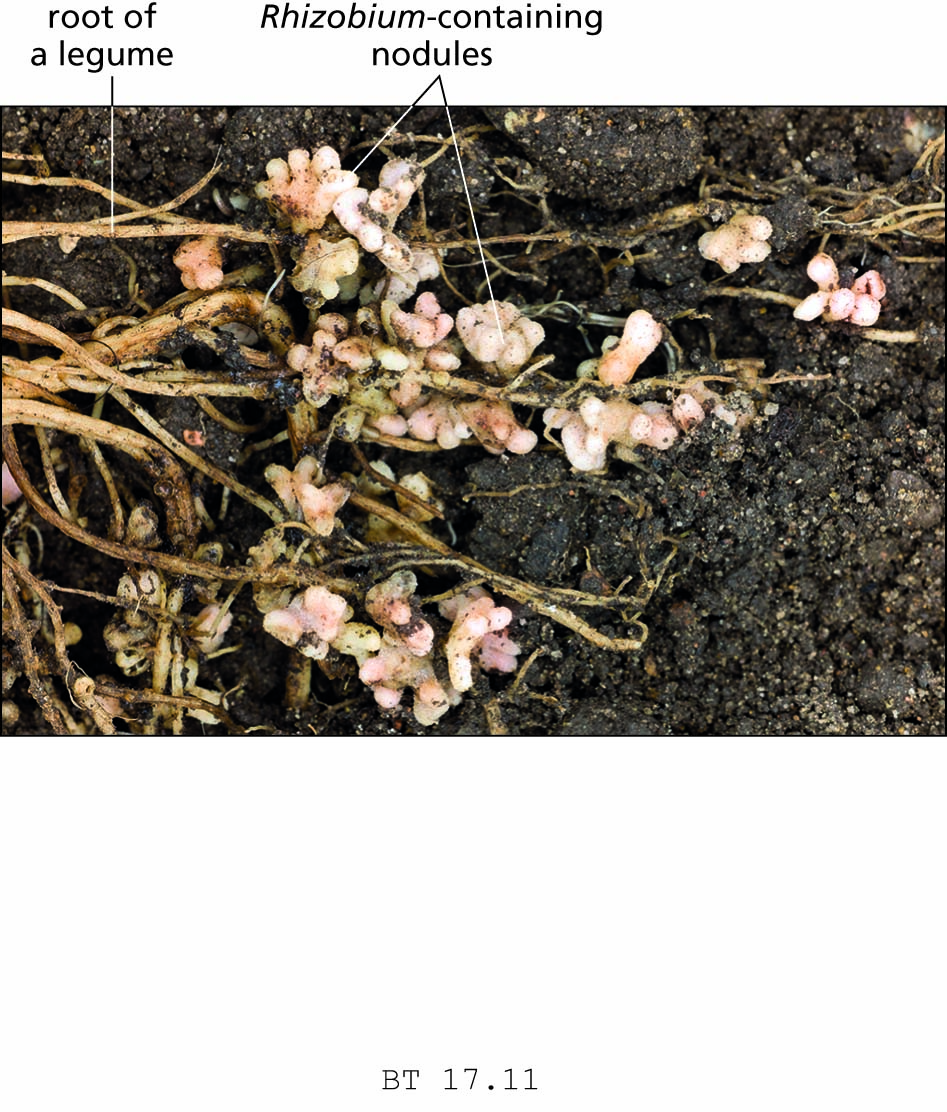 root of
a legume
Rhizobium-containing
nodules
BT 17.11